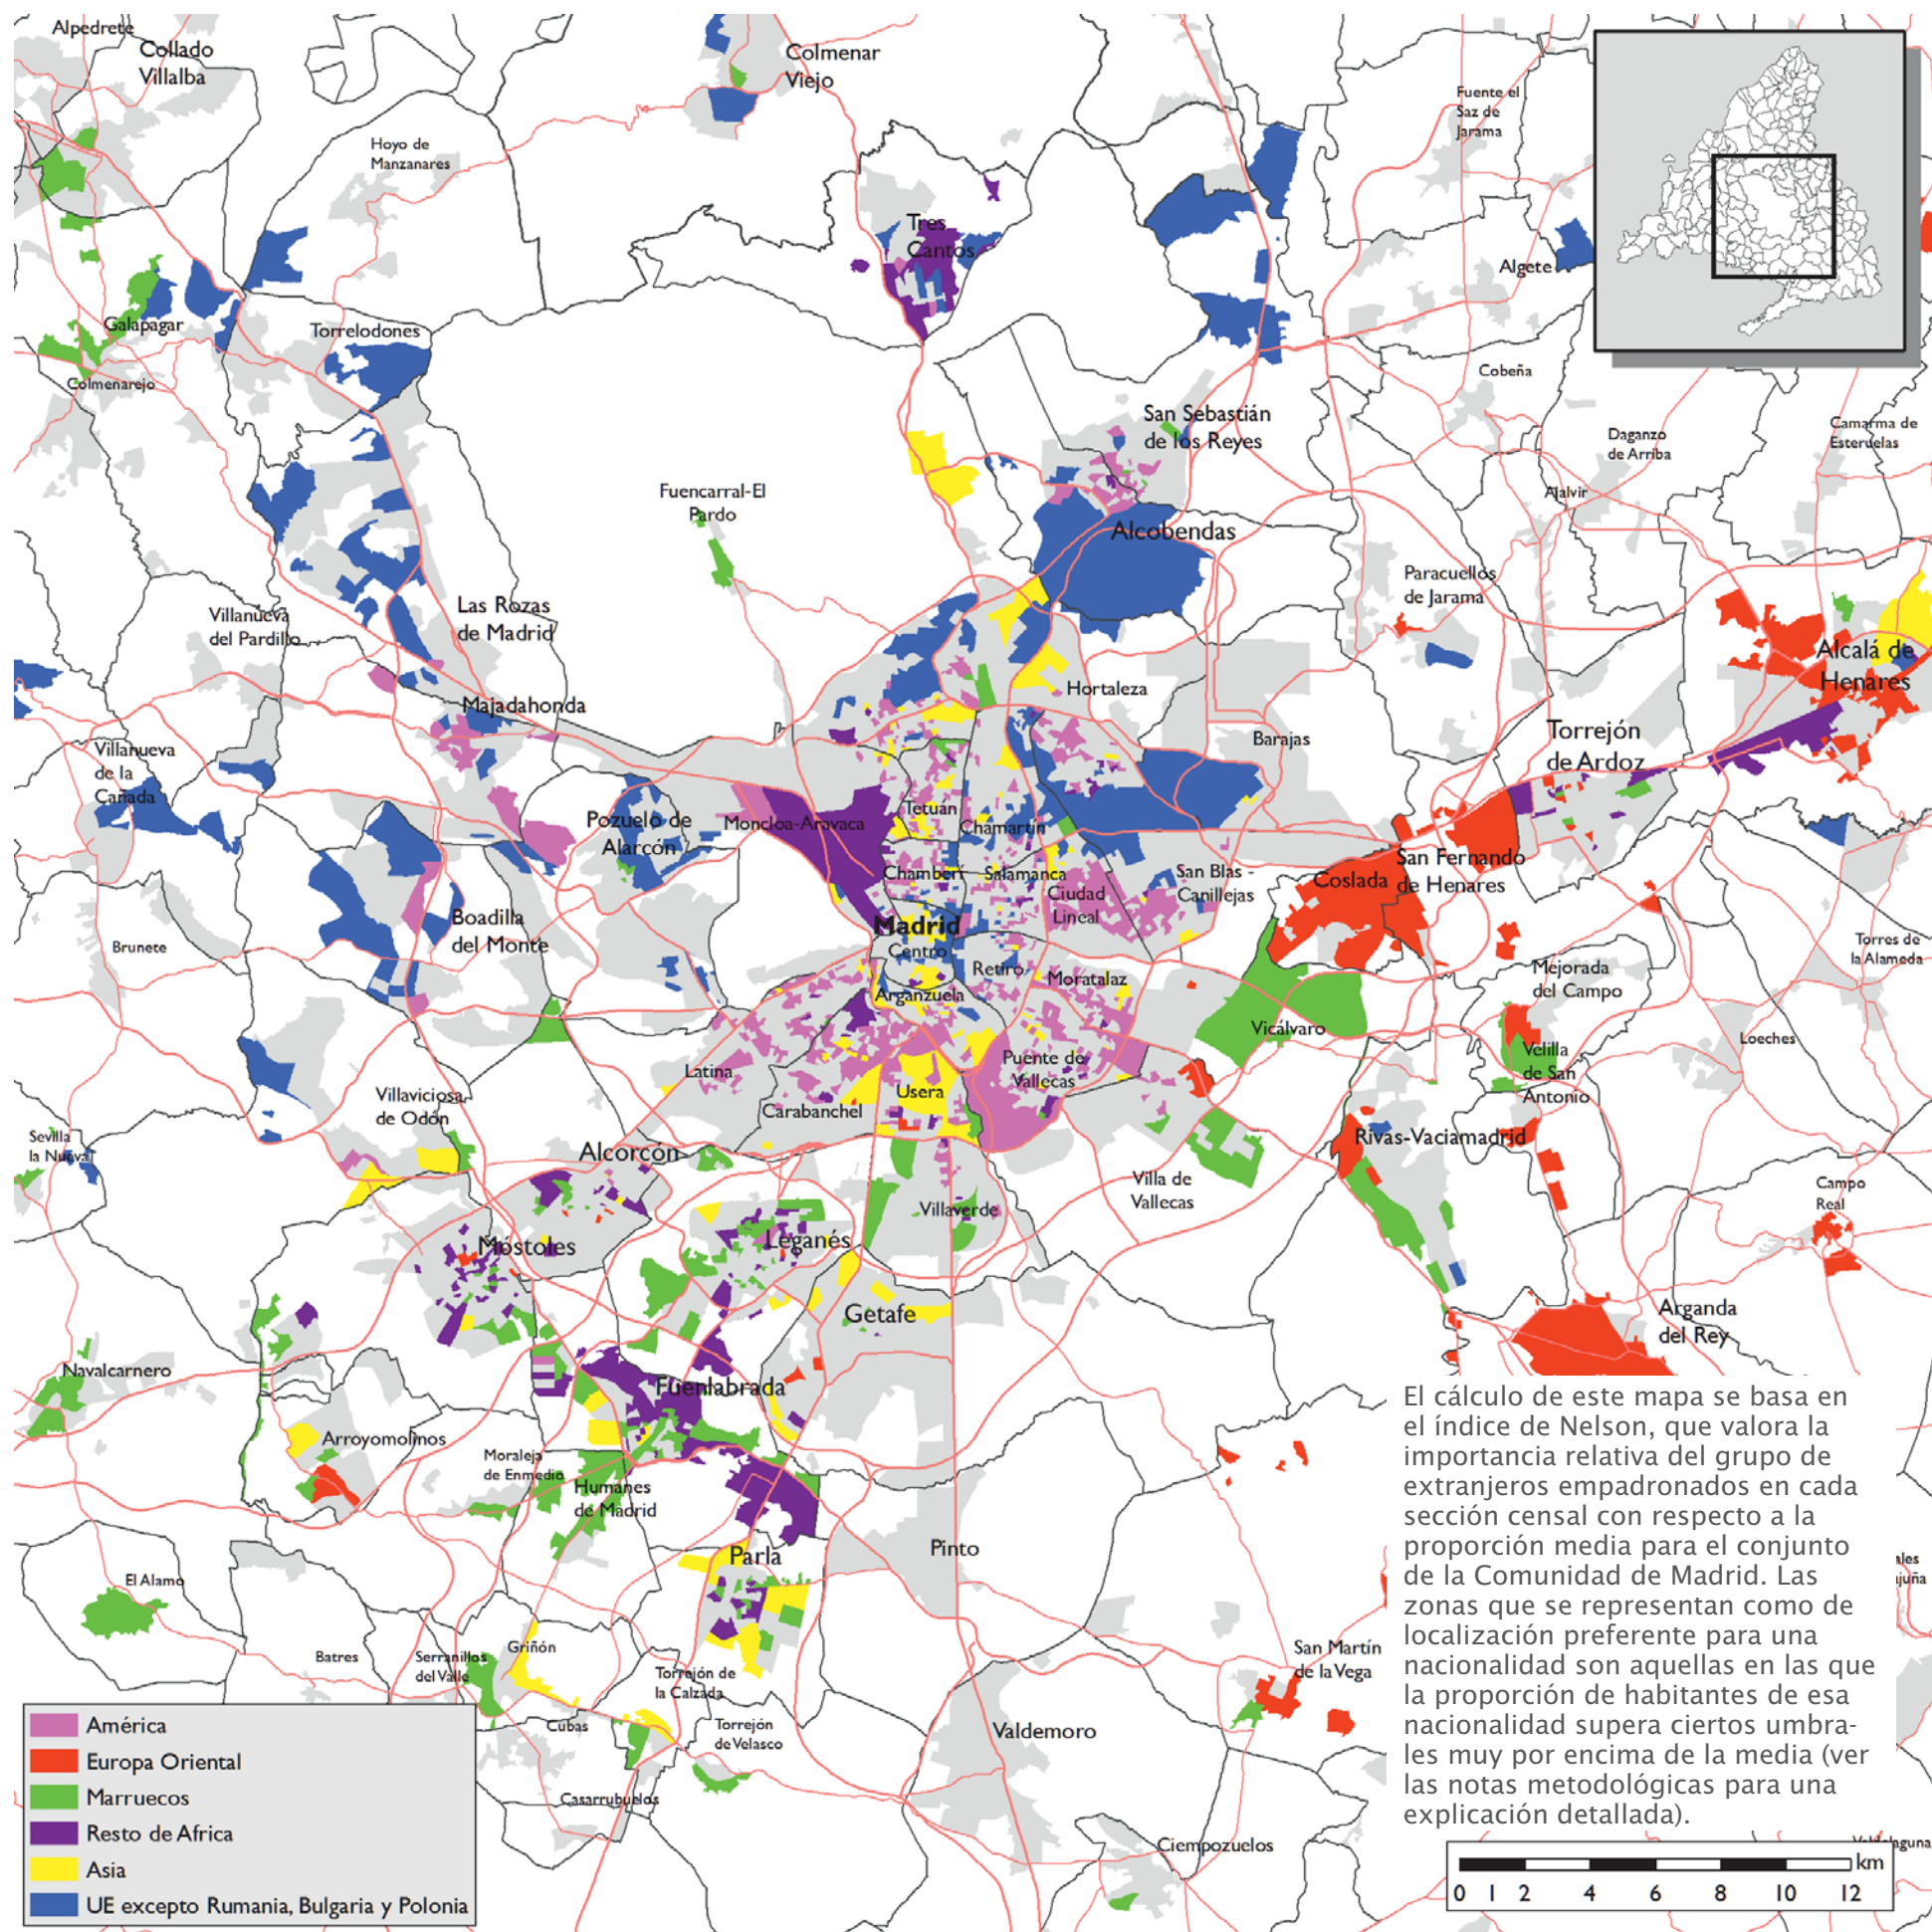 Alpedrete
Collado
Villalba
Colmenar
Viejo
Hoyo de
Manzanares
Fuente el
Saz de
Jarama
Tres
Cantos
Algete
Galapagar
Torrelodones
Colmenarejo
Cobeña
San Sebastián
de los Reyes
Daganzo
de Arriba
Camarma de
Esteruelas
Ajalvir
Fuencarral-El
Pardo
Alcobendas
Paracuellos
de Jarama
Villanueva
del Pardillo
Las Rozas
de Madrid
Alcalá de
Henares
Hortaleza
Majadahonda
Barajas
Torrejón
de Ardoz
Villanueva
de la
Cañada
Pozuelo de
Alarcón
Moncloa-Aravaca
Tetuán
Chamartín
San Fernando
de Henares
Coslada
Chamberí
Salamanca
Ciudad
Lineal
San Blas -
Canillejas
Boadilla
del Monte
Brunete
Madrid
Centro
Retiro
Moratalaz
Arganzuela
Torres de
la Alameda
Mejorada
del Campo
Vicálvaro
Loeches
Velilla
de San
Antonio
Latina
Puente de
Vallecas
Usera
Carabanchel
Villaviciosa
de Odón
Sevilla
la Nueva
Alcorcón
Rivas-Vaciamadrid
Villa de
Vallecas
Campo
Real
Villaverde
Móstoles
Leganés
Getafe
Arganda
del Rey
Navalcarnero
Fuenlabrada
Arroyomolinos
Moraleja
de Enmedio
Humanes
de Madrid
Pinto
Parla
El Alamo
Batres
Serranillos
del Valle
Griñón
Torrejón de
la Calzada
San Martín
de la Vega
Cubas
Torrejón
de Velasco
Valdemoro
Casarrubuelos
Ciempozuelos
El cálculo de este mapa se basa en
el índice de Nelson, que valora la
importancia relativa del grupo de
extranjeros empadronados en cada
sección censal con respecto a la
proporción media para el conjunto
de la Comunidad de Madrid. Las
zonas que se representan como de
localización preferente para una
nacionalidad son aquellas en las que
la proporción de habitantes de esa
nacionalidad supera ciertos umbra-
les muy por encima de la media (ver
las notas metodológicas para una
explicación detallada).
América
Europa Oriental
Marruecos
Resto de Africa
Asia
UE excepto Rumania, Bulgaria y Polonia
km
0 1 2 4 6 8 10 12